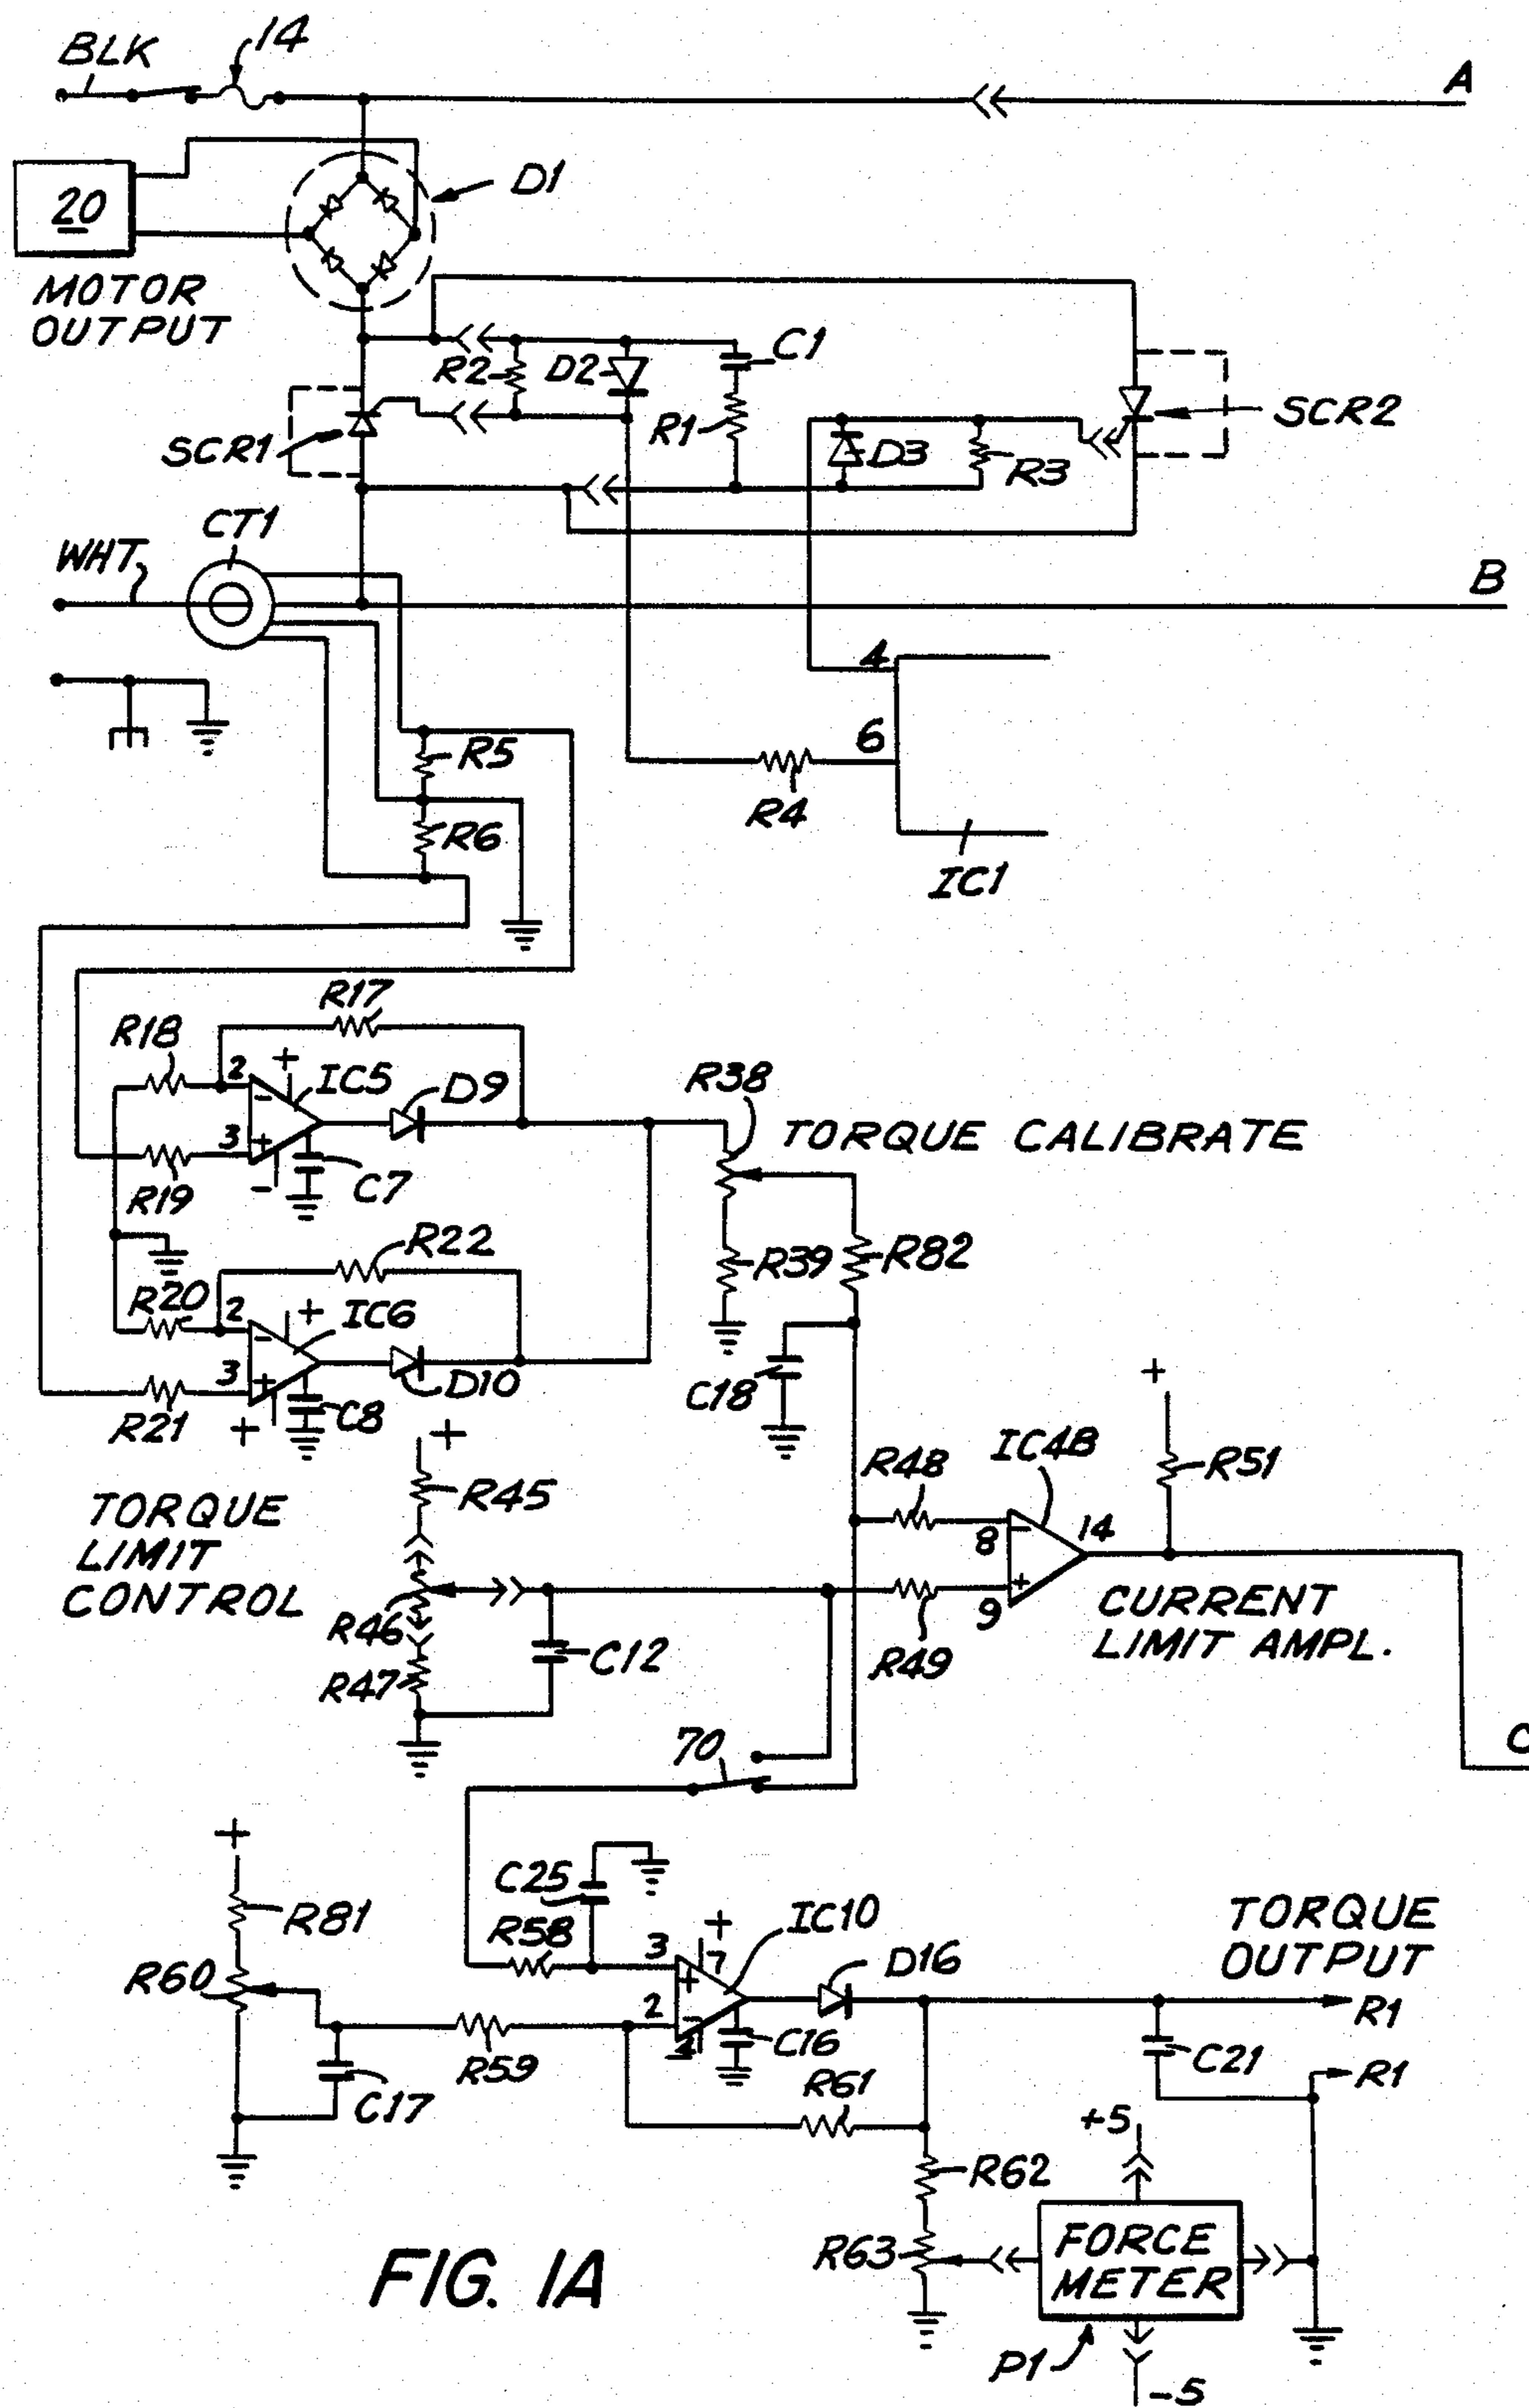 14
BLK
A
20
D1
MOTOR
OUTPUT
R2
D2
C1
R1
SCR1
D3
R3
SCR2
CT1
WHT
B
4
6
R4
IC1
R5
R6
R17
R18
2
+
IC5
-
D9
R38
TORQUE CALIBRATE
3
+
R19
-
C7
R22
R39
R82
R20
2
+
IC6
-
3
+
D10
R21
+
C8
C18
+
R45
+
R48
IC4B
R51
TORQUE
LIMIT
CONTROL
8
-
14
R46
+
9
CURRENT
LIMIT AMPL.
R47
C12
R49
70
C
+
C25
R81
R58
3
+
7
IC10
D16
TORQUE
OUTPUT
R60
+
2
-
4
C16
R1
R59
C17
R61
C21
R1
+5
R62
R63
FORCE
METER
P1
-5
FIG. 1A